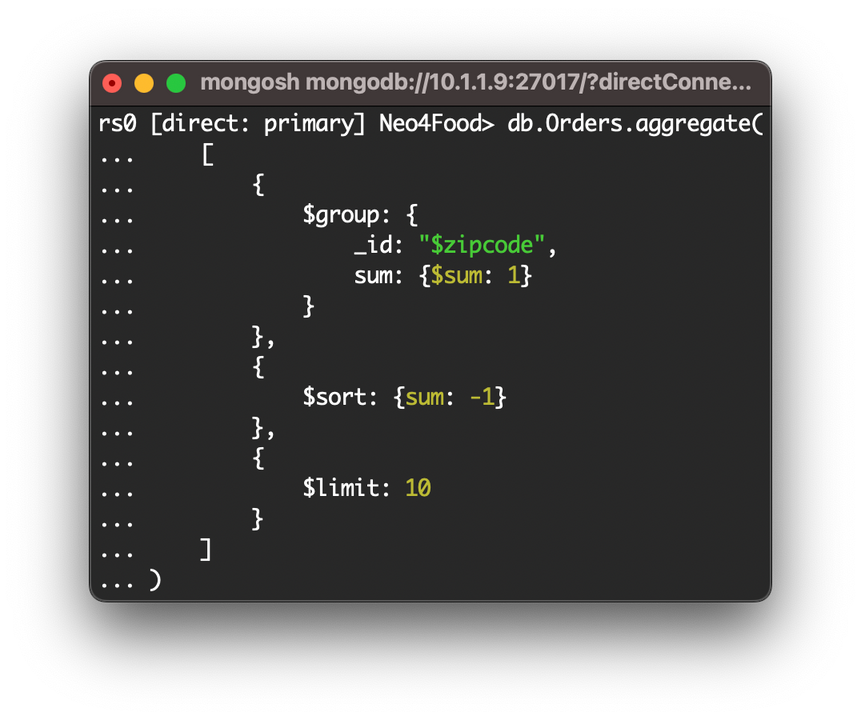 mongosh mongodb://10.1.1.9:27017/?directConne...
rs0 [direct: primary] Neo4Food> db.Orders.aggregate(
...     [
...         {
...             $group: {
...                 _id: "$zipcode",
...                 sum: {$sum: 1}
...             }
...         },
...         {
...             $sort: {sum: -1}
...         },
...         {
...             $limit: 10
...         }
...     ]
... )